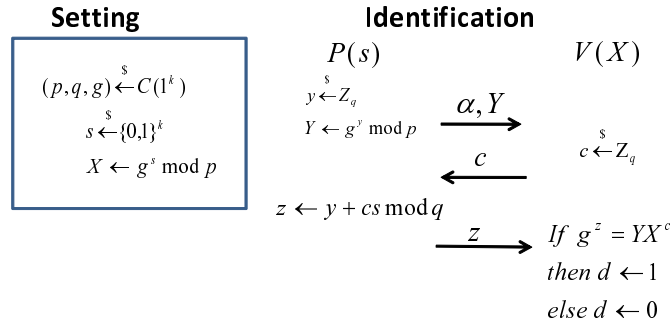 Setting
(p,q,g) $← C(1^k)
s $← {0,1}^k
X ← g^s mod p
Identification
P(s)
V(X)
y $← Z_q
Y ← g^y mod p
α,Y
c $← Z_q
c
z ← y + cs mod q
z
If g^z = YX^c
then d ← 1
else d ← 0